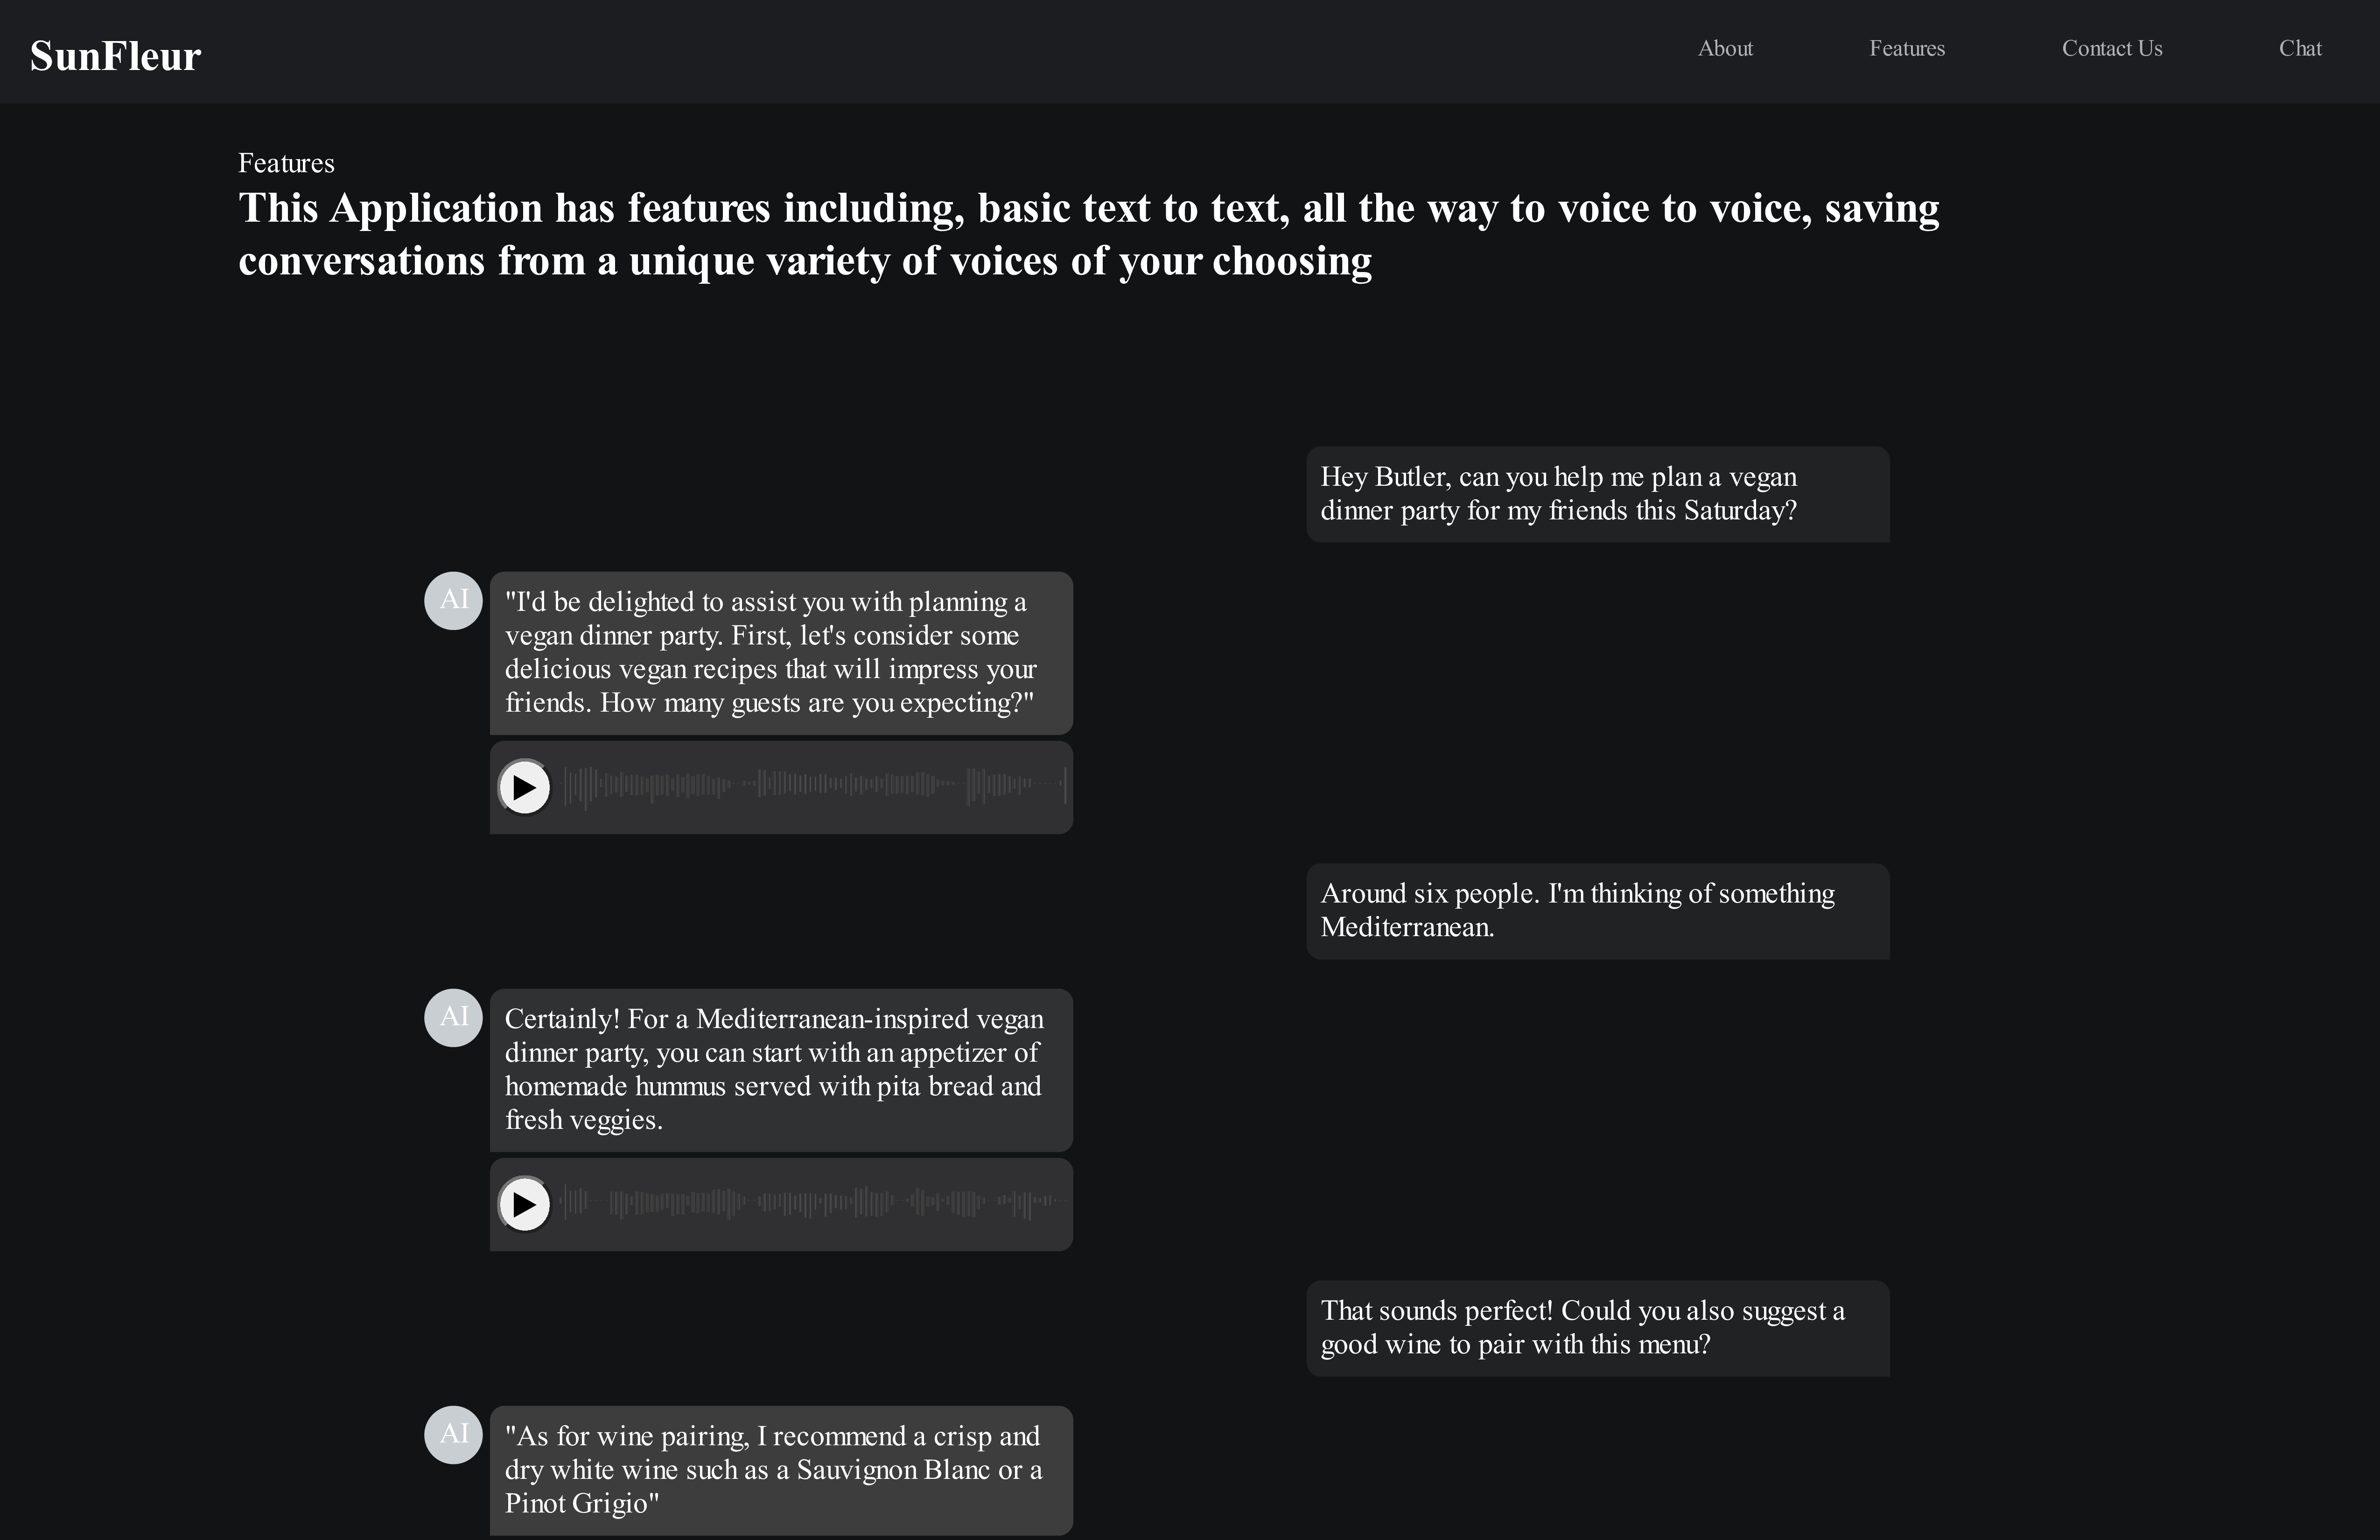 SunFleur
About
Features
Contact Us
Chat
Features
This Application has features including, basic text to text, all the way to voice to voice, saving
conversations from a unique variety of voices of your choosing
Hey Butler, can you help me plan a vegan
dinner party for my friends this Saturday?
AI
"I'd be delighted to assist you with planning a
vegan dinner party. First, let's consider some
delicious vegan recipes that will impress your
friends. How many guests are you expecting?"
Around six people. I'm thinking of something
Mediterranean.
AI
Certainly! For a Mediterranean-inspired vegan
dinner party, you can start with an appetizer of
homemade hummus served with pita bread and
fresh veggies.
That sounds perfect! Could you also suggest a
good wine to pair with this menu?
AI
"As for wine pairing, I recommend a crisp and
dry white wine such as a Sauvignon Blanc or a
Pinot Grigio"